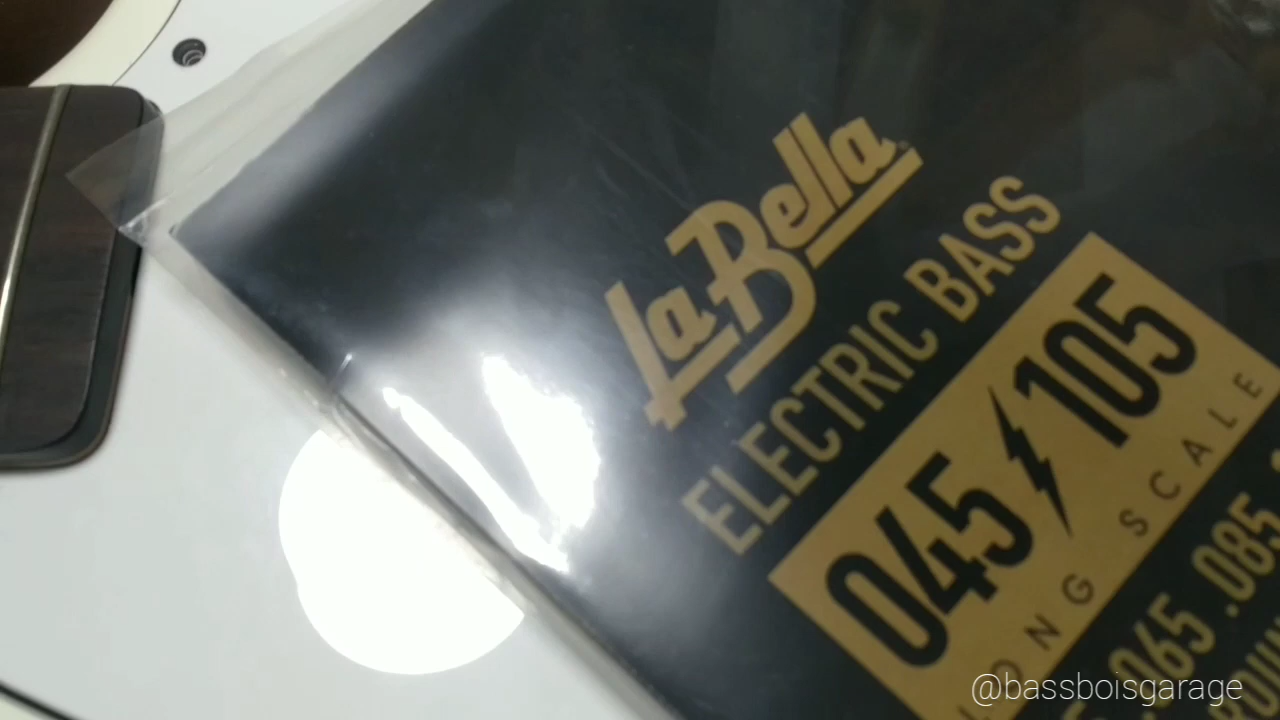 La Bella
ELECTRIC BASS
045 105
LONG SCALE
.065 .085
@bassboisgarage